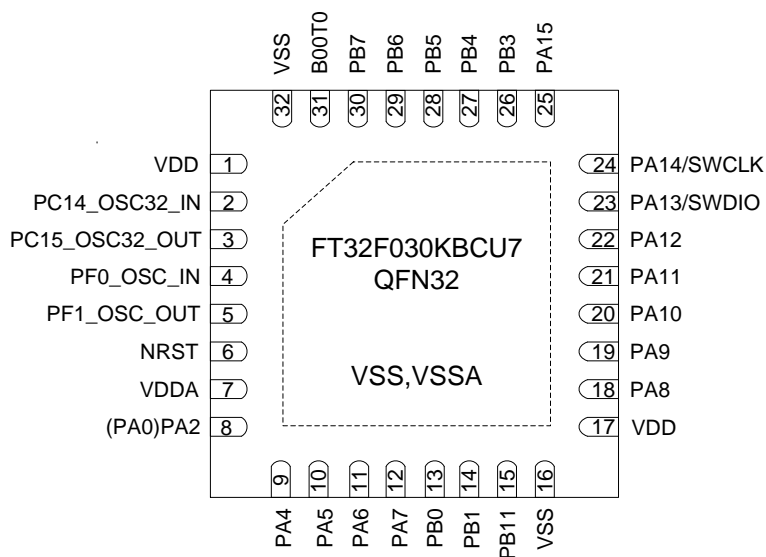 VSS
B00T0
PB7
PB6
PB5
PB4
PB3
PA15
32
31
30
29
28
27
26
25
VDD 1
PC14_OSC32_IN 2
PC15_OSC32_OUT 3
PF0_OSC_IN 4
PF1_OSC_OUT 5
NRST 6
VDDA 7
(PA0)PA2 8
FT32F030KBCU7
QFN32
VSS,VSSA
24 PA14/SWCLK
23 PA13/SWDIO
22 PA12
21 PA11
20 PA10
19 PA9
18 PA8
17 VDD
9
10
11
12
13
14
15
16
PA4
PA5
PA6
PA7
PB0
PB1
PB11
VSS